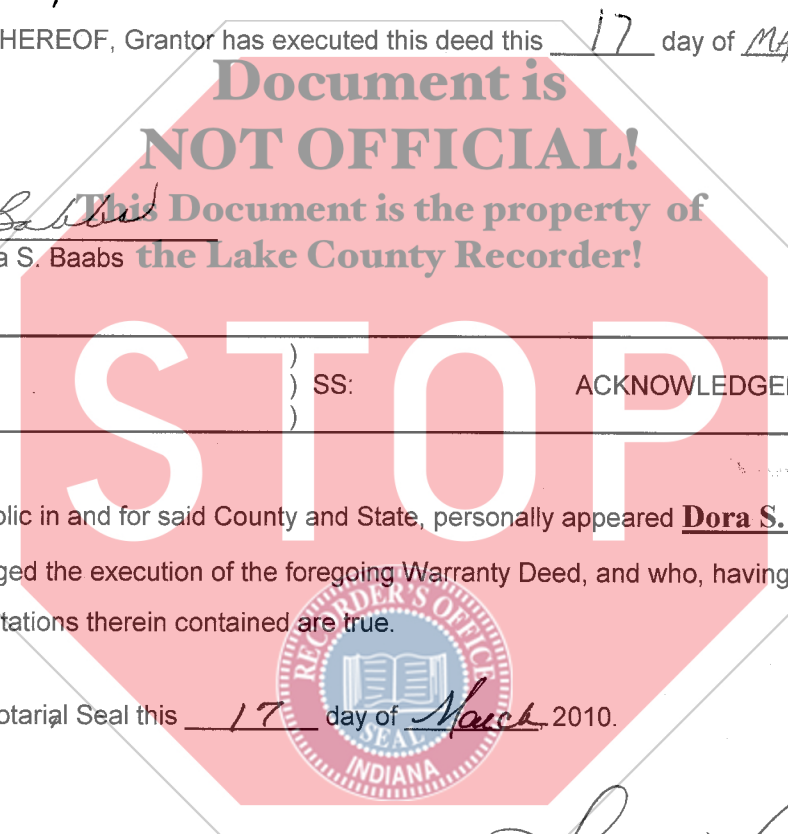 HEREOF, Grantor has executed this deed this 17 day of MA
Document is
NOT OFFICIAL!
This Document is the property of
the Lake County Recorder!
a S. Baabs
)
) SS: ACKNOWLEDGE
)
STOP
lic in and for said County and State, personally appeared Dora S.
ged the execution of the foregoing Warranty Deed, and who, having
tations therein contained are true.
RECORDER'S OFFICE
otarial Seal this 17 day of March, 2010.
SEAL
INDIANA